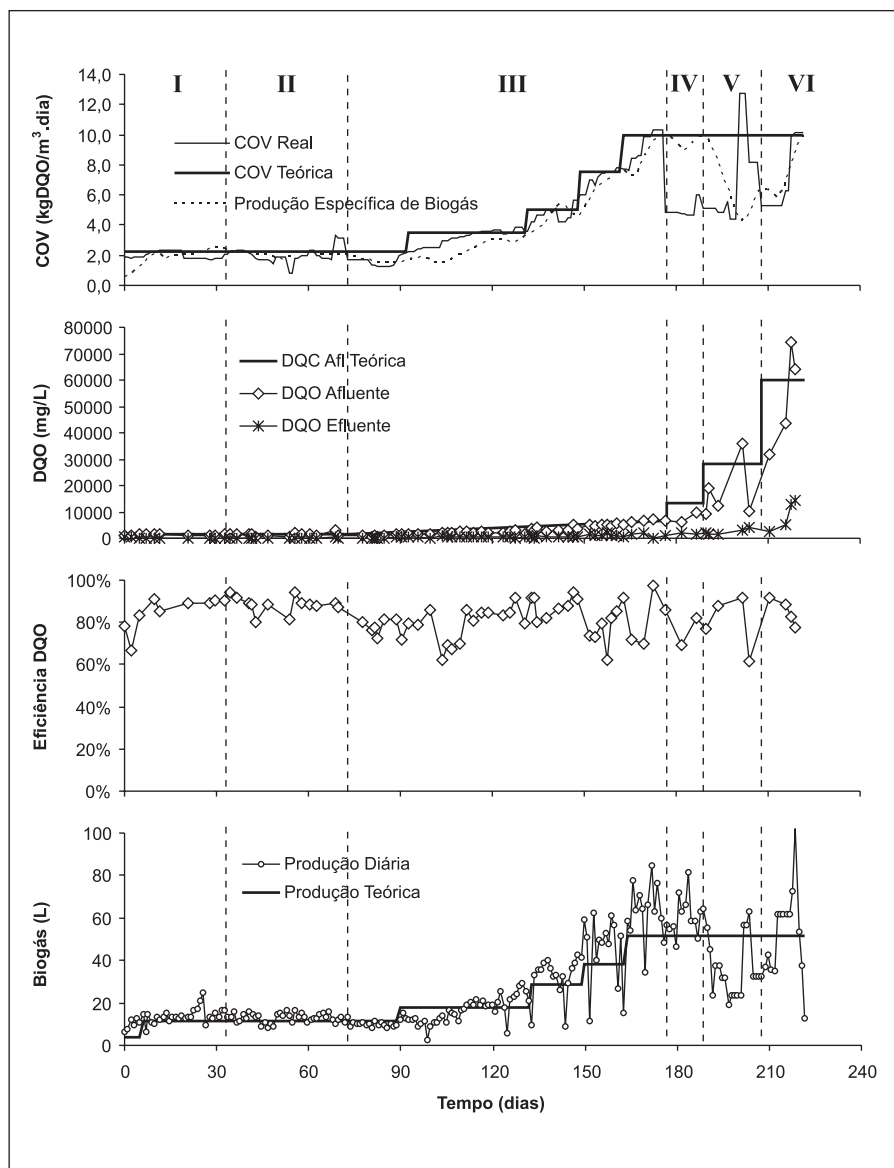 I II III IV V VI
14,0
12,0
10,0
8,0
6,0
4,0
2,0
0,0
COV (kgDQO/m³.dia)
COV Real
COV Teórica
Produção Específica de Biogás
80000
70000
60000
50000
40000
30000
20000
10000
0
DQO (mg/L)
DQC Afl Teórica
DQO Afluente
DQO Efluente
100%
80%
60%
40%
20%
0%
Eficiência DQO
100
80
60
40
20
0
Biogás (L)
Produção Diária
Produção Teórica
0 30 60 90 120 150 180 210 240
Tempo (dias)